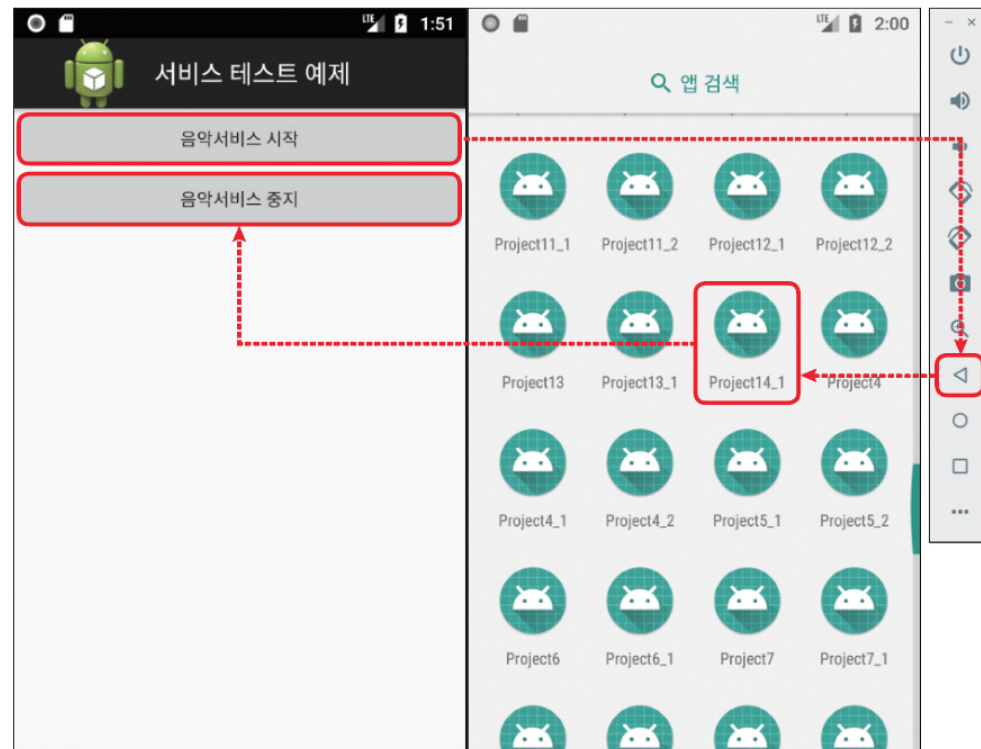 LTE 1:51
서비스 테스트 예제
음악서비스 시작
음악서비스 중지
LTE 2:00
앱 검색
Project11_1 Project11_2 Project12_1 Project12_2
Project13 Project13_1 Project14_1 Project4
Project4_1 Project4_2 Project5_1 Project5_2
Project6 Project6_1 Project7 Project7_1